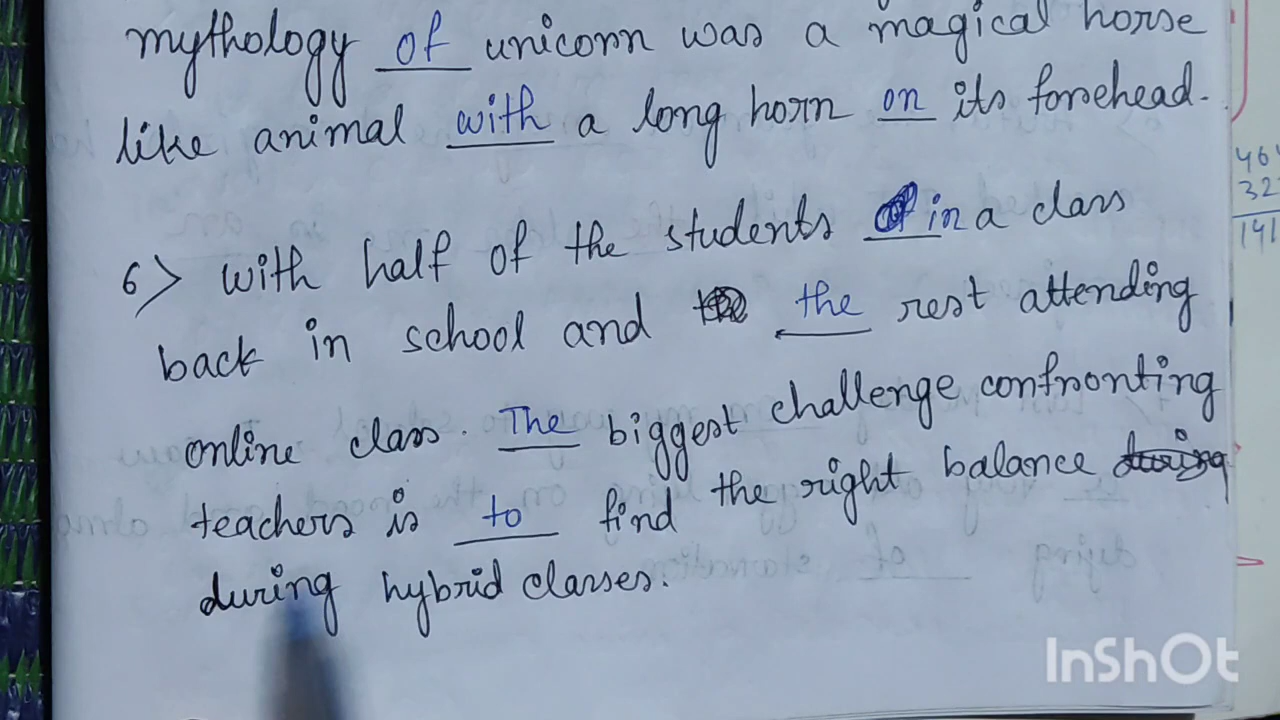 mythology of unicorn was a magical horse
like animal with a long horn on its forehead.
6> with half of the students in a class
back in school and the rest attending
online class. The biggest challenge confronting
teachers is to find the right balance
during hybrid classes.
InShOt